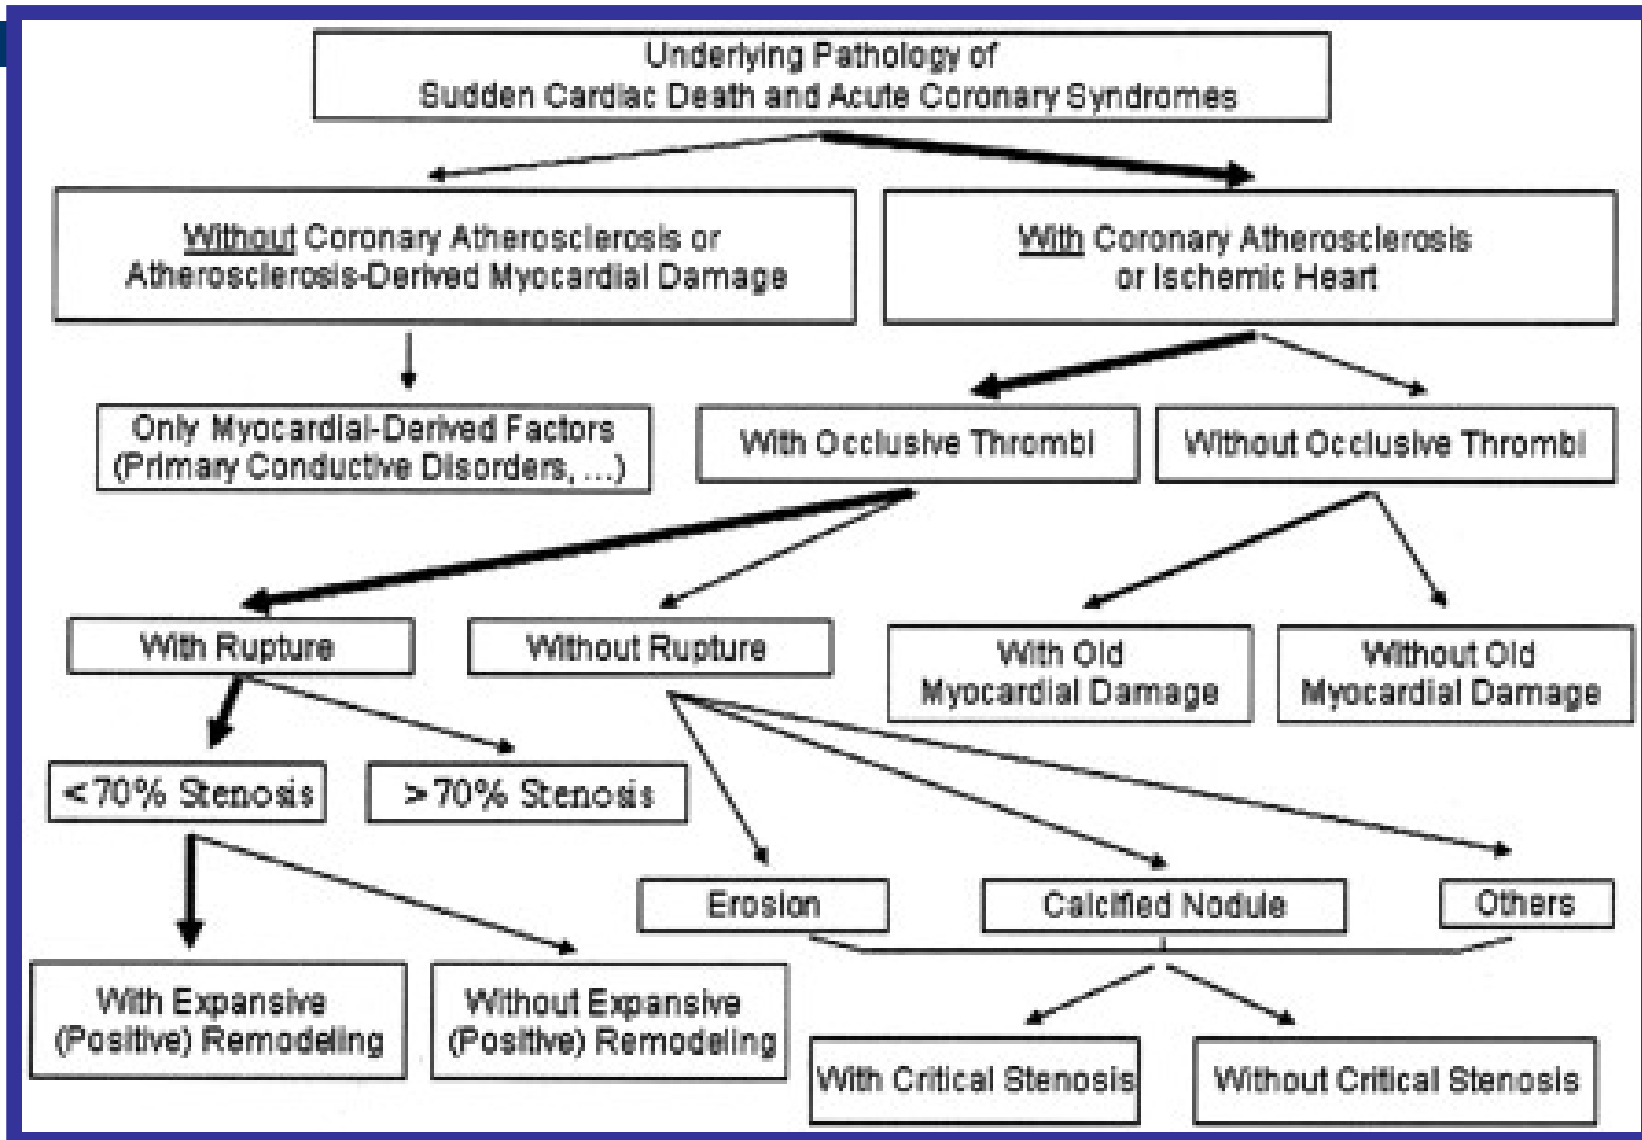 Underlying Pathology of
Sudden Cardiac Death and Acute Coronary Syndromes
Without Coronary Atherosclerosis or
Atherosclerosis-Derived Myocardial Damage
With Coronary Atherosclerosis
or Ischemic Heart
Only Myocardial-Derived Factors
(Primary Conductive Disorders, ...)
With Occlusive Thrombi
Without Occlusive Thrombi
With Rupture
Without Rupture
With Old
Myocardial Damage
Without Old
Myocardial Damage
<70% Stenosis
>70% Stenosis
Erosion
Calcified Nodule
Others
With Expansive
(Positive) Remodeling
Without Expansive
(Positive) Remodeling
With Critical Stenosis
Without Critical Stenosis